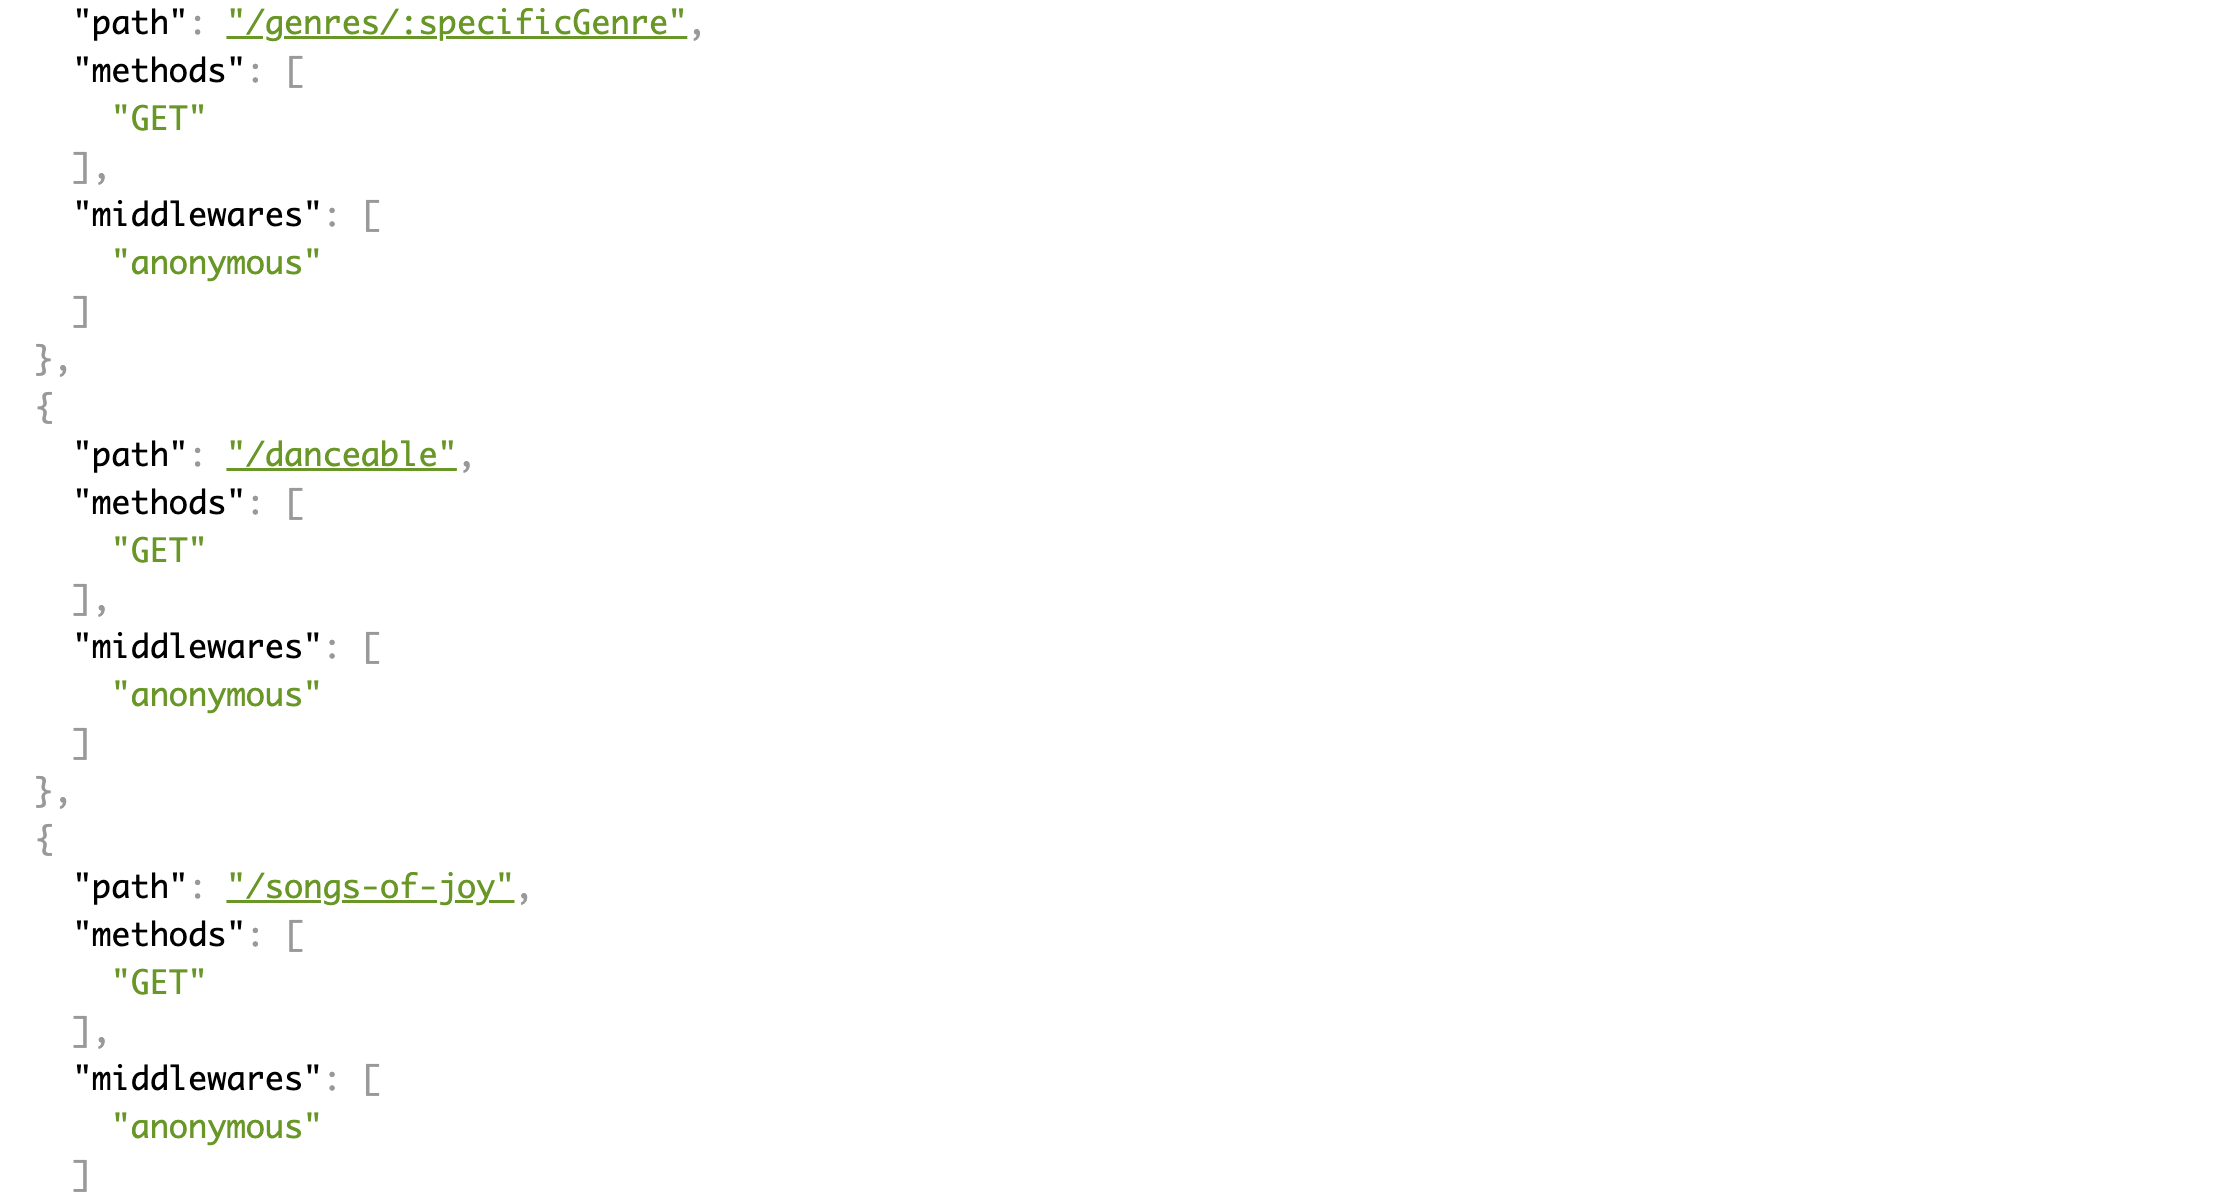 "path": "/genres/:specificGenre",
"methods": [
"GET"
],
"middlewares": [
"anonymous"
]
},
{
"path": "/danceable",
"methods": [
"GET"
],
"middlewares": [
"anonymous"
]
},
{
"path": "/songs-of-joy",
"methods": [
"GET"
],
"middlewares": [
"anonymous"
]